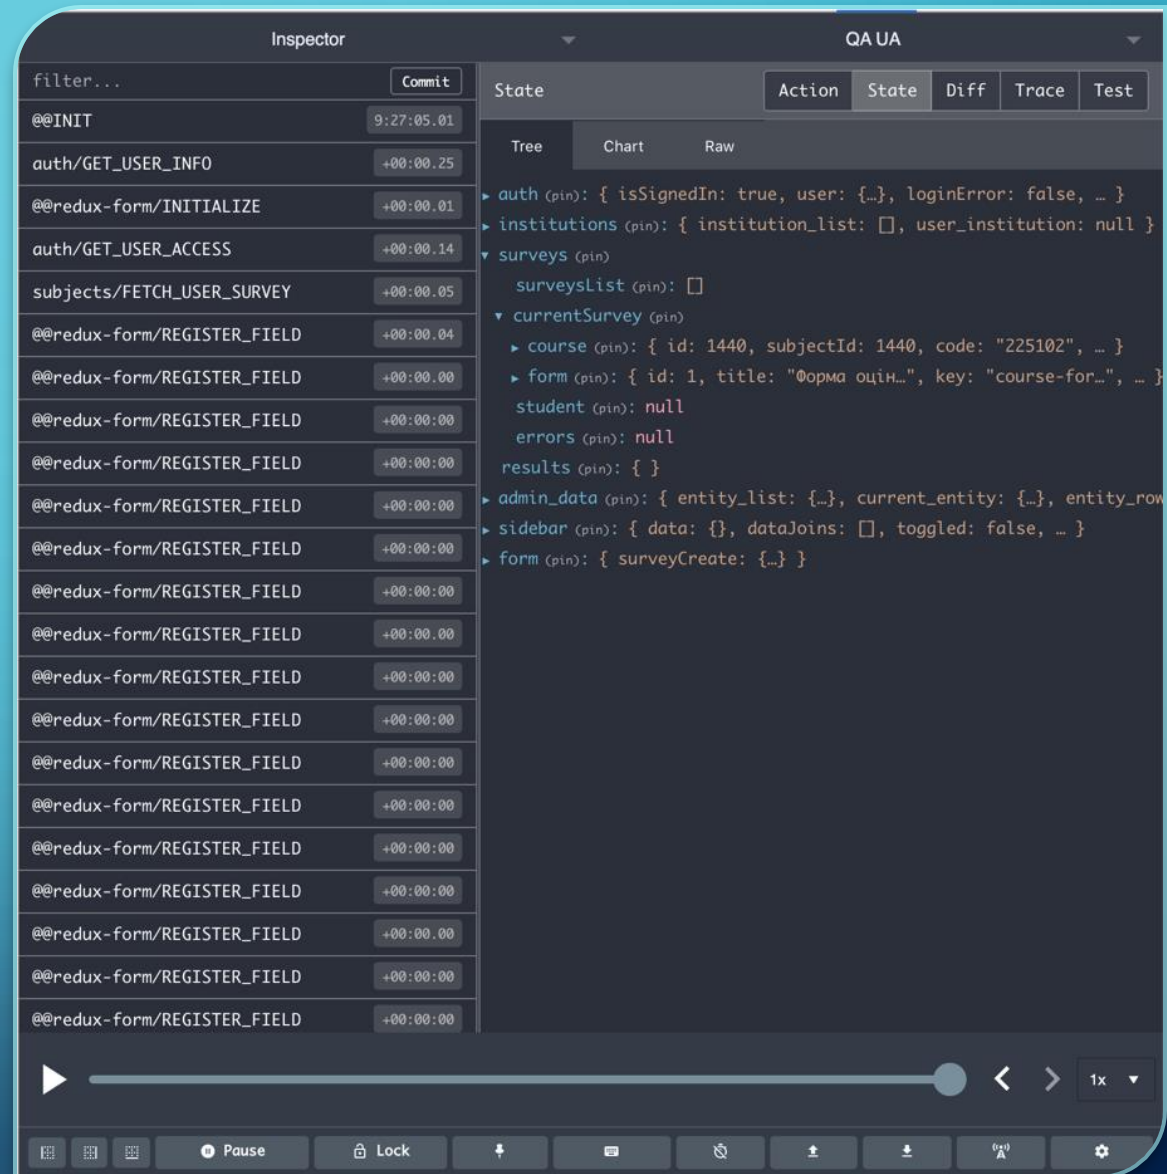 Inspector
QA UA
filter...
Commit
@@INIT 9:27:05.01
auth/GET_USER_INFO +00:00.25
@@redux-form/INITIALIZE +00:00.01
auth/GET_USER_ACCESS +00:00.14
subjects/FETCH_USER_SURVEY +00:00.05
@@redux-form/REGISTER_FIELD +00:00.04
@@redux-form/REGISTER_FIELD +00:00.00
@@redux-form/REGISTER_FIELD +00:00:00
@@redux-form/REGISTER_FIELD +00:00:00
@@redux-form/REGISTER_FIELD +00:00:00
@@redux-form/REGISTER_FIELD +00:00:00
@@redux-form/REGISTER_FIELD +00:00:00
@@redux-form/REGISTER_FIELD +00:00.00
@@redux-form/REGISTER_FIELD +00:00:00
@@redux-form/REGISTER_FIELD +00:00:00
@@redux-form/REGISTER_FIELD +00:00:00
@@redux-form/REGISTER_FIELD +00:00:00
@@redux-form/REGISTER_FIELD +00:00:00
@@redux-form/REGISTER_FIELD +00:00:00
@@redux-form/REGISTER_FIELD +00:00.00
@@redux-form/REGISTER_FIELD +00:00:00
@@redux-form/REGISTER_FIELD +00:00:00
State
Action State Diff Trace Test
Tree Chart Raw
auth (pin): { isSignedIn: true, user: {…}, loginError: false, … }
institutions (pin): { institution_list: [], user_institution: null }
surveys (pin)
surveysList (pin): []
currentSurvey (pin)
course (pin): { id: 1440, subjectId: 1440, code: "225102", … }
form (pin): { id: 1, title: "Форма оцін…", key: "course-for…", … }
student (pin): null
errors (pin): null
results (pin): { }
admin_data (pin): { entity_list: {…}, current_entity: {…}, entity_row
sidebar (pin): { data: {}, dataJoins: [], toggled: false, … }
form (pin): { surveyCreate: {…} }
1x
Pause
Lock